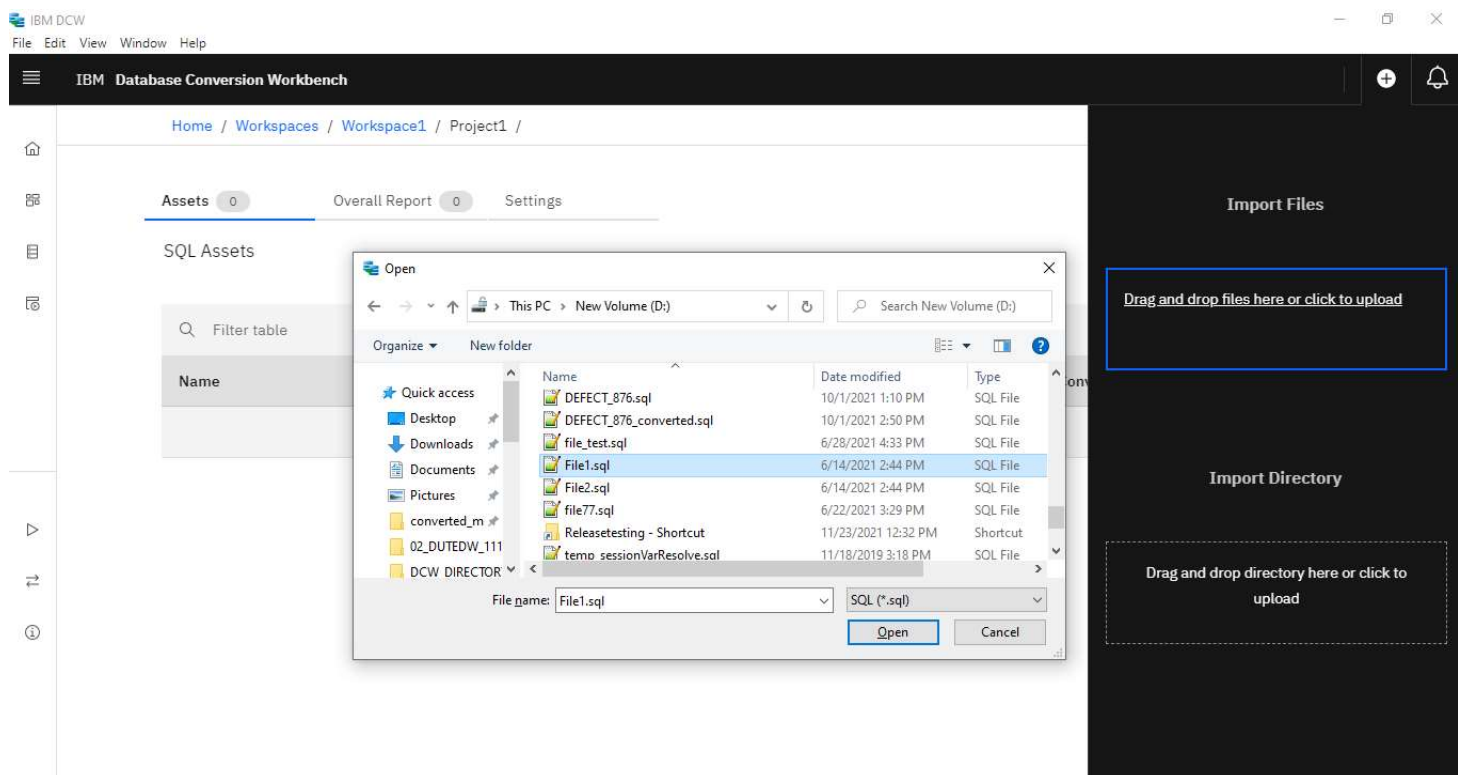 IBM DCW
File Edit View Window Help
IBM Database Conversion Workbench
Home / Workspaces / Workspace1 / Project1 /
Assets 0 Overall Report 0 Settings
SQL Assets
Filter table
Name
Open
This PC > New Volume (D:)
Search New Volume (D:)
Organize New folder
Quick access
Desktop
Downloads
Documents
Pictures
converted_m
02_DUTEDW_111
DCW DIRECTOR
Name Date modified Type
DEFECT_876.sql 10/1/2021 1:10 PM SQL File
DEFECT_876_converted.sql 10/1/2021 2:50 PM SQL File
file_test.sql 6/28/2021 4:33 PM SQL File
File1.sql 6/14/2021 2:44 PM SQL File
File2.sql 6/14/2021 2:44 PM SQL File
file77.sql 6/22/2021 3:29 PM SQL File
Releasetesting - Shortcut 11/23/2021 12:32 PM Shortcut
temp_sessionVarResolve.sql 11/18/2019 3:18 PM SQL File
File name: File1.sql SQL (*.sql)
Open Cancel
Import Files
Drag and drop files here or click to upload
Import Directory
Drag and drop directory here or click to
upload